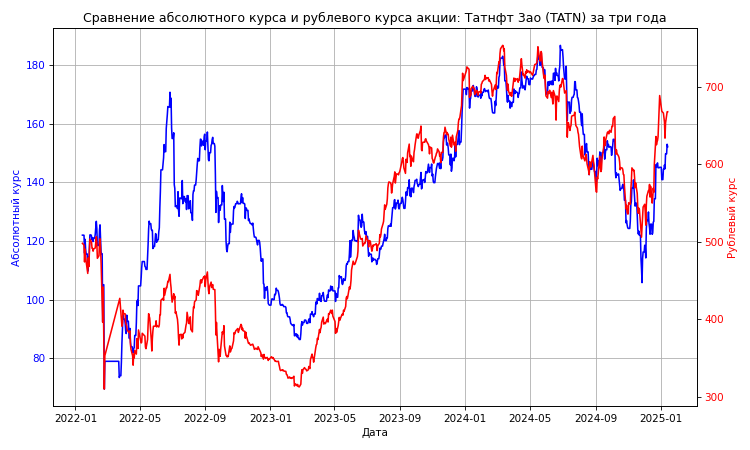 Сравнение абсолютного курса и рублевого курса акции: Татнфт 3ао (TATN) за три года
Абсолютный курс
180
160
140
120
100
80
Рублевый курс
700
600
500
400
300
2022-01 2022-05 2022-09 2023-01 2023-05 2023-09 2024-01 2024-05 2024-09 2025-01
Дата